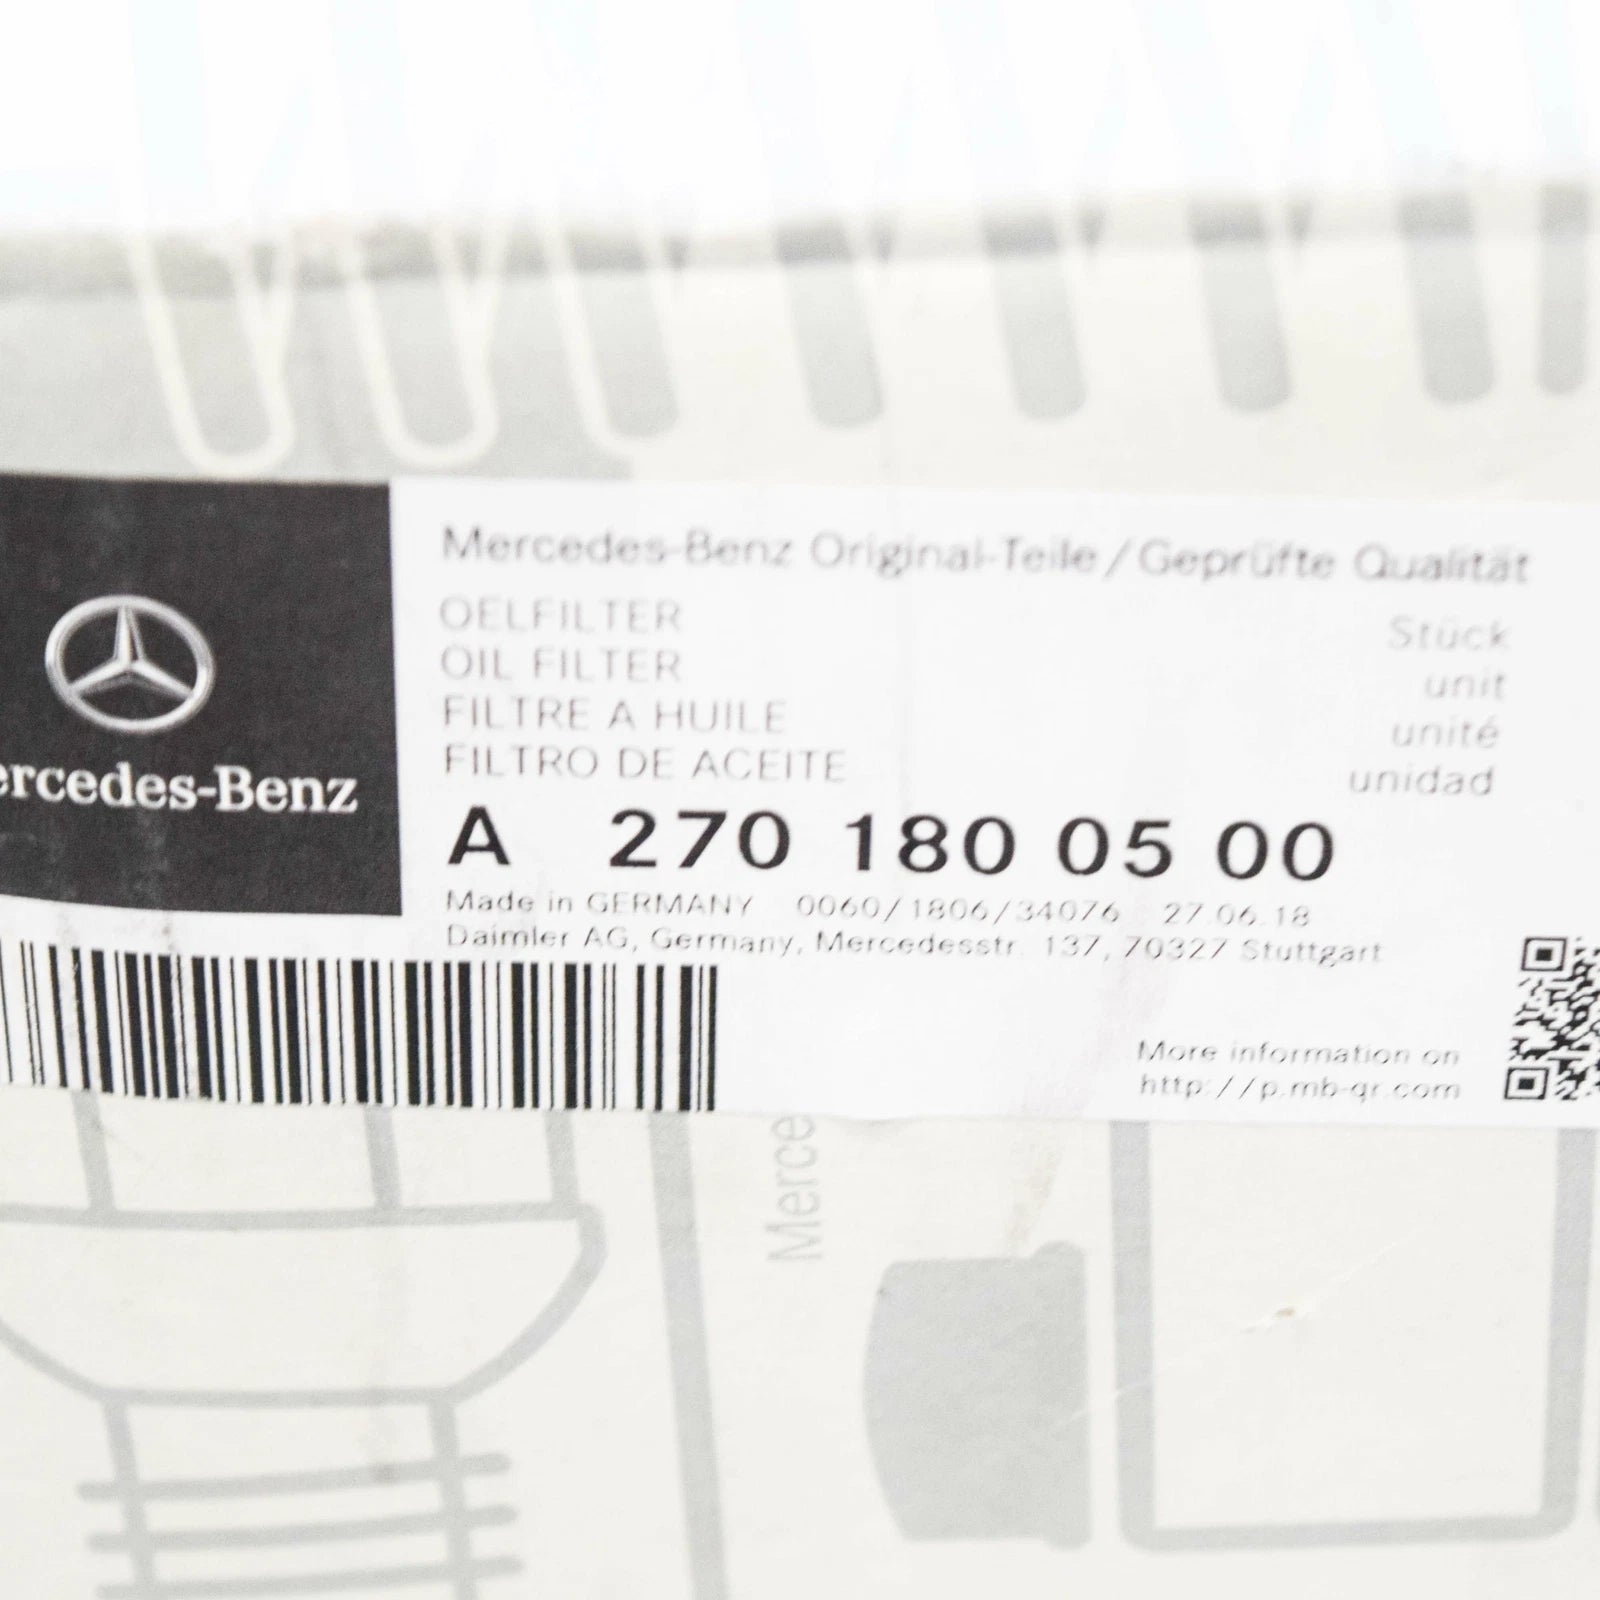 Mercedes-Benz Original-Teile/Geprüfte Qualität
OELFILTER Stück
OIL FILTER unit
FILTRE A HUILE unité
FILTRO DE ACEITE unidad
ercedes-Benz
A 270 180 05 00
Made in GERMANY 0060/1806/34076 27.06.18
Daimler AG, Germany, Mercedesstr. 137, 70327 Stuttgart
More information on
http://p.mb-qr.com
Merce